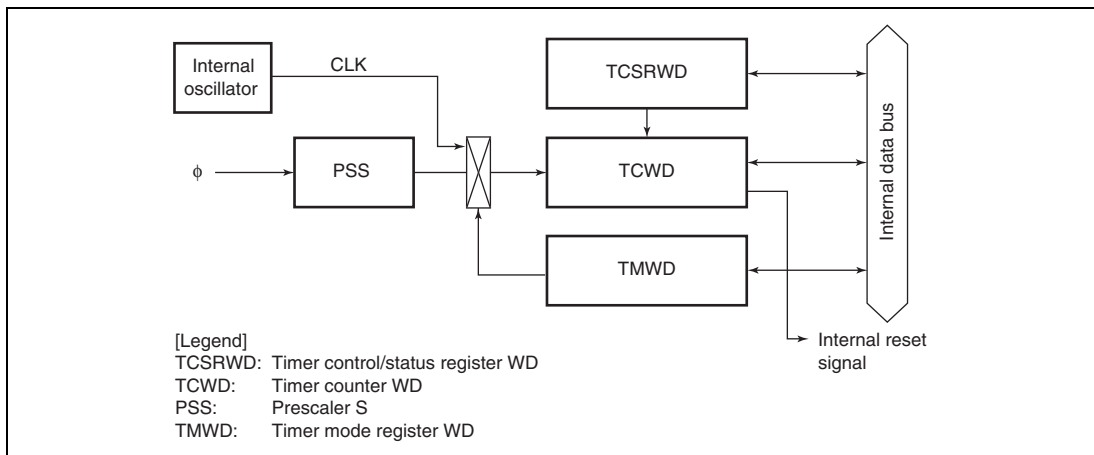 Internal
oscillator
CLK
TCSRWD
φ
PSS
TCWD
TMWD
Internal data bus
Internal reset
signal
[Legend]
TCSRWD: Timer control/status register WD
TCWD: Timer counter WD
PSS: Prescaler S
TMWD: Timer mode register WD